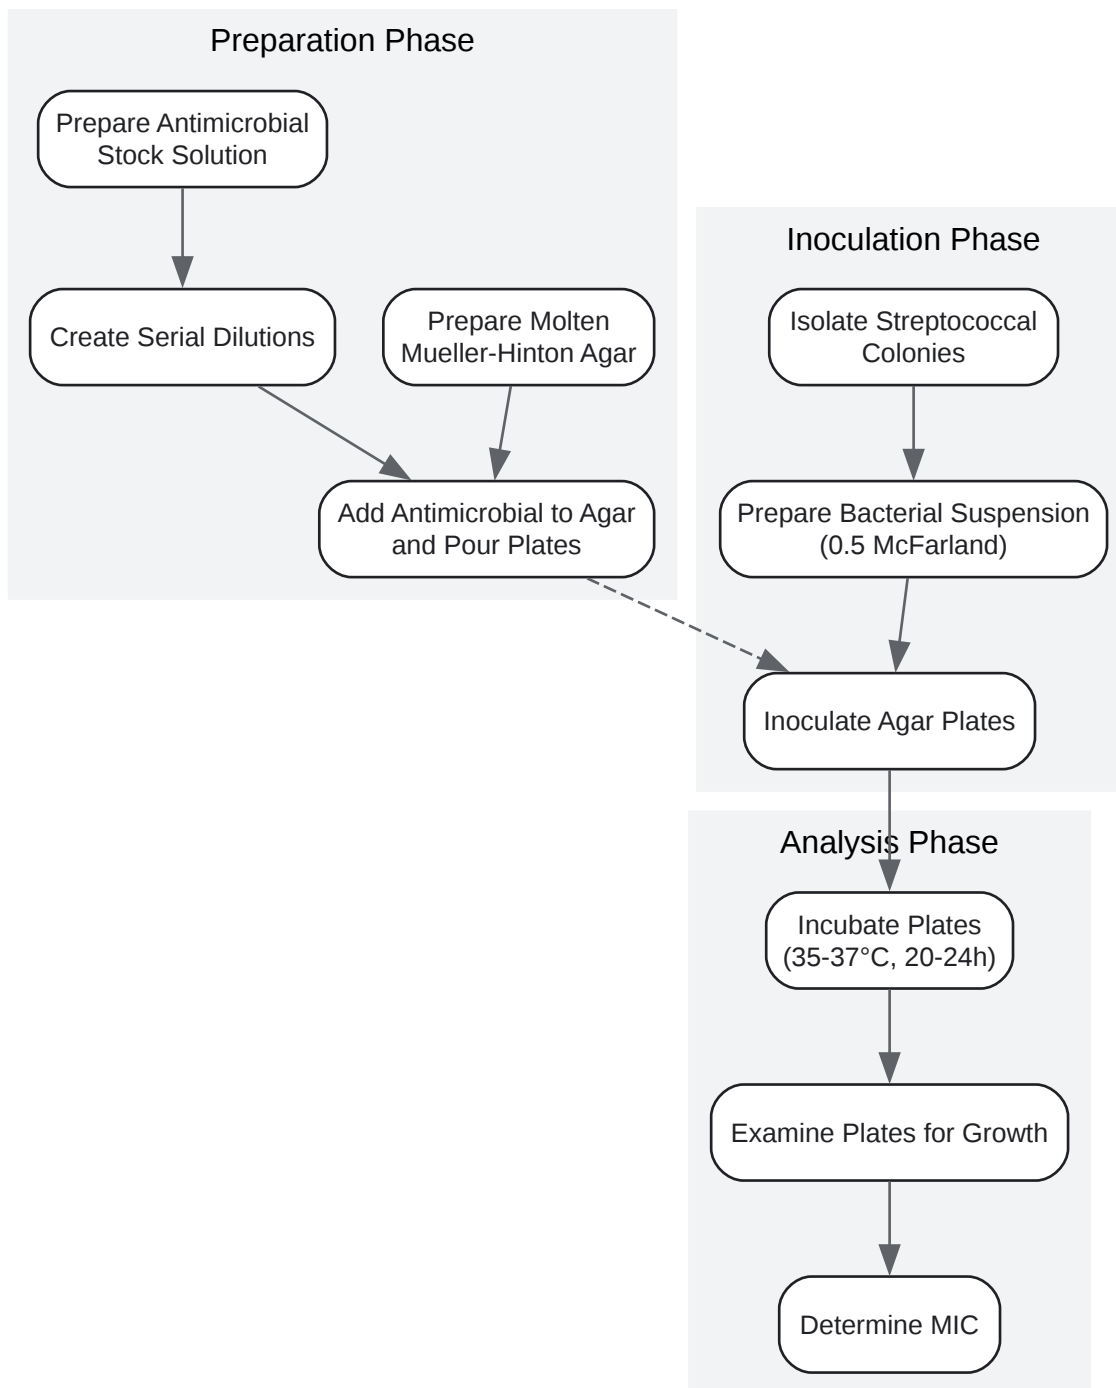 Preparation Phase
Prepare Antimicrobial
Stock Solution
Create Serial Dilutions
Prepare Molten
Mueller-Hinton Agar
Add Antimicrobial to Agar
and Pour Plates
Inoculation Phase
Isolate Streptococcal
Colonies
Prepare Bacterial Suspension
(0.5 McFarland)
Inoculate Agar Plates
Analysis Phase
Incubate Plates
(35-37°C, 20-24h)
Examine Plates for Growth
Determine MIC